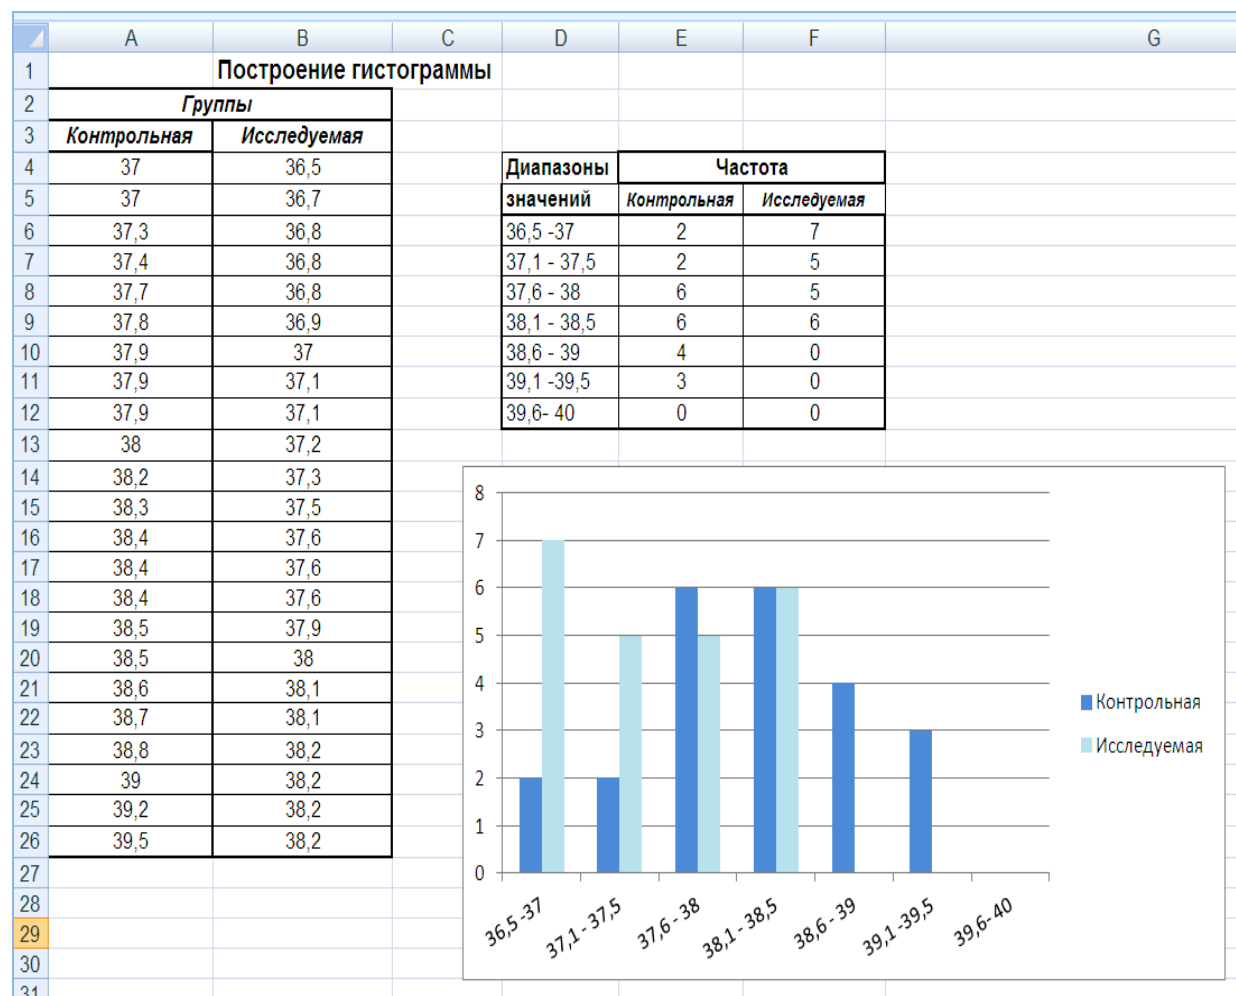 A B C D E F G
1 Построение гистограммы
2 Группы
3 Контрольная Исследуемая
4 37 36,5 Диапазоны Частота
5 37 36,7 значений Контрольная Исследуемая
6 37,3 36,8 36,5 -37 2 7
7 37,4 36,8 37,1 - 37,5 2 5
8 37,7 36,8 37,6 - 38 6 5
9 37,8 36,9 38,1 - 38,5 6 6
10 37,9 37 38,6 - 39 4 0
11 37,9 37,1 39,1 -39,5 3 0
12 37,9 37,1 39,6- 40 0 0
13 38 37,2
14 38,2 37,3
15 38,3 37,5
16 38,4 37,6
17 38,4 37,6
18 38,4 37,6
19 38,5 37,9
20 38,5 38
21 38,6 38,1
22 38,7 38,1
23 38,8 38,2
24 39 38,2
25 39,2 38,2
26 39,5 38,2
27
28
29
30
31
8
7
6
5
4
3
2
1
0
36,5 -37 37,1 - 37,5 37,6 - 38 38,1 - 38,5 38,6 - 39 39,1 -39,5 39,6- 40
Контрольная
Исследуемая